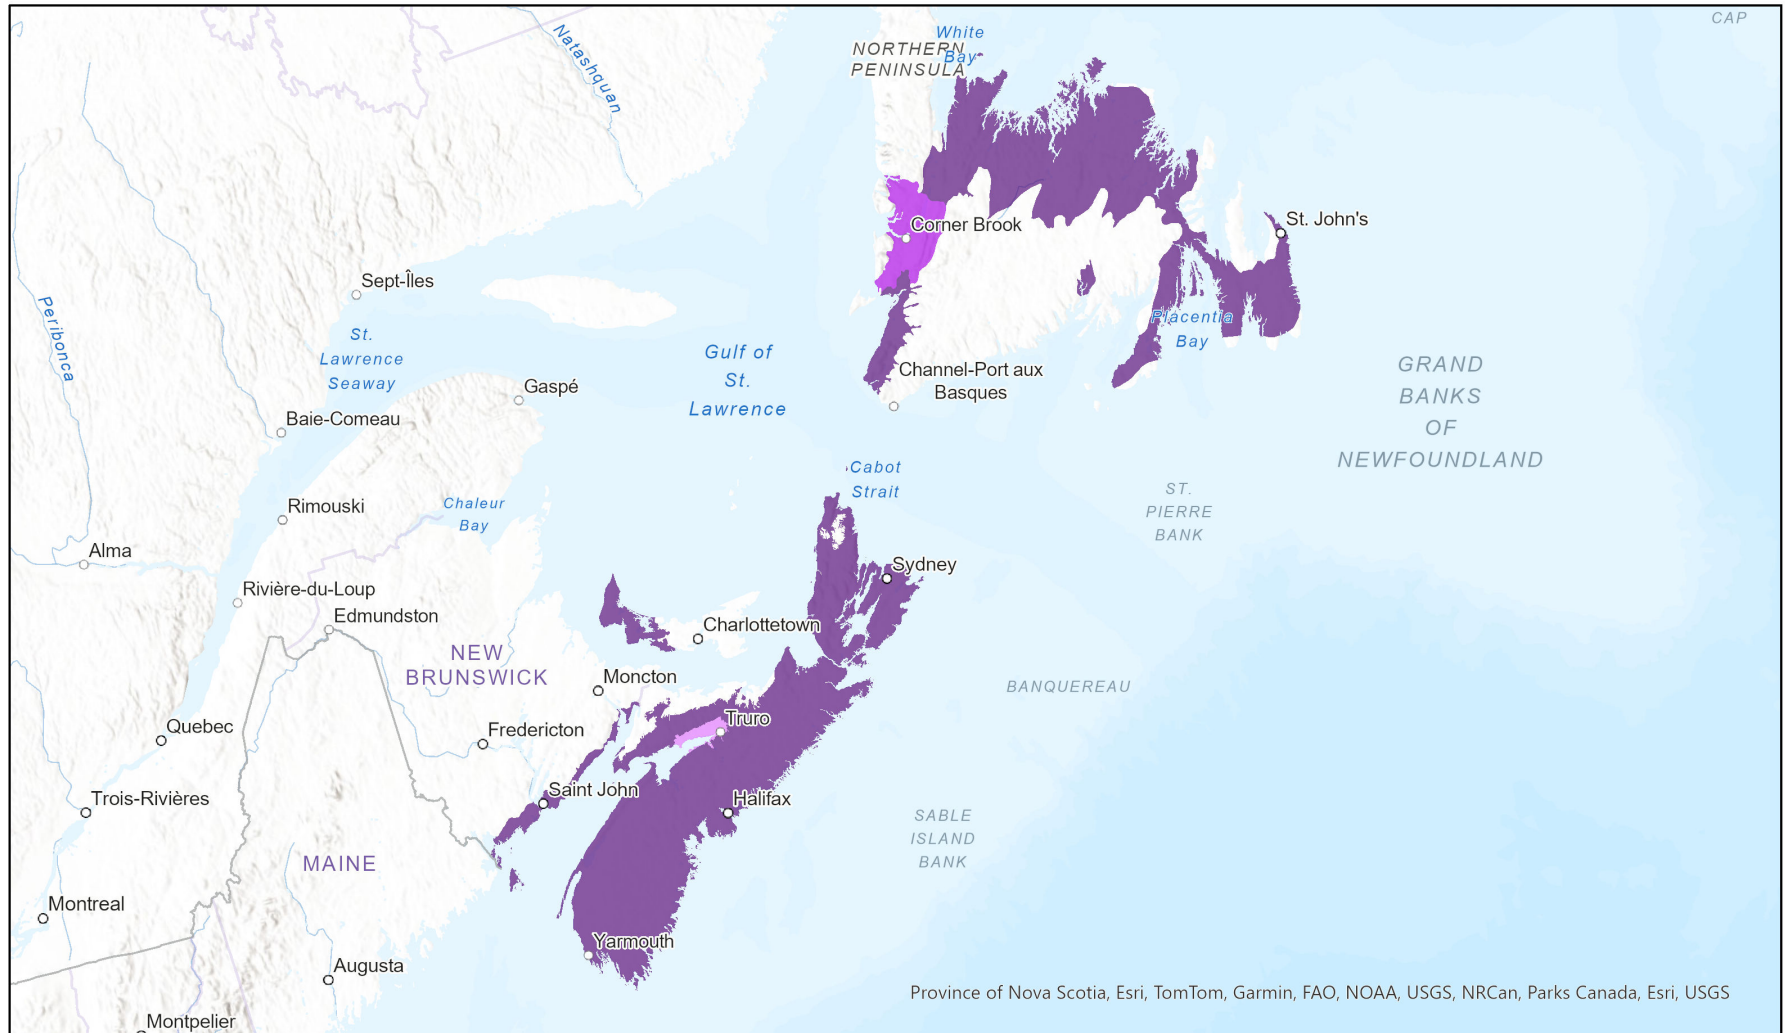 CAP
White
Bay
NORTHERN
PENINSULA
Natashquan
Corner Brook
St. John's
Sept-Îles
Peribonca
St.
Lawrence
Seaway
Placentia
Bay
Gulf of
St.
Lawrence
Channel-Port aux
Basques
GRAND
BANKS
OF
NEWFOUNDLAND
Gaspé
Baie-Comeau
Cabot
Strait
ST.
PIERRE
BANK
Chaleur
Bay
Rimouski
Alma
Sydney
Rivière-du-Loup
Edmundston
Charlottetown
NEW
BRUNSWICK
Moncton
BANQUEREAU
Truro
Quebec
Fredericton
Saint John
Halifax
Trois-Rivières
SABLE
ISLAND
BANK
MAINE
Montreal
Yarmouth
Augusta
Province of Nova Scotia, Esri, TomTom, Garmin, FAO, NOAA, USGS, NRCan, Parks Canada, Esri, USGS
Montpelier